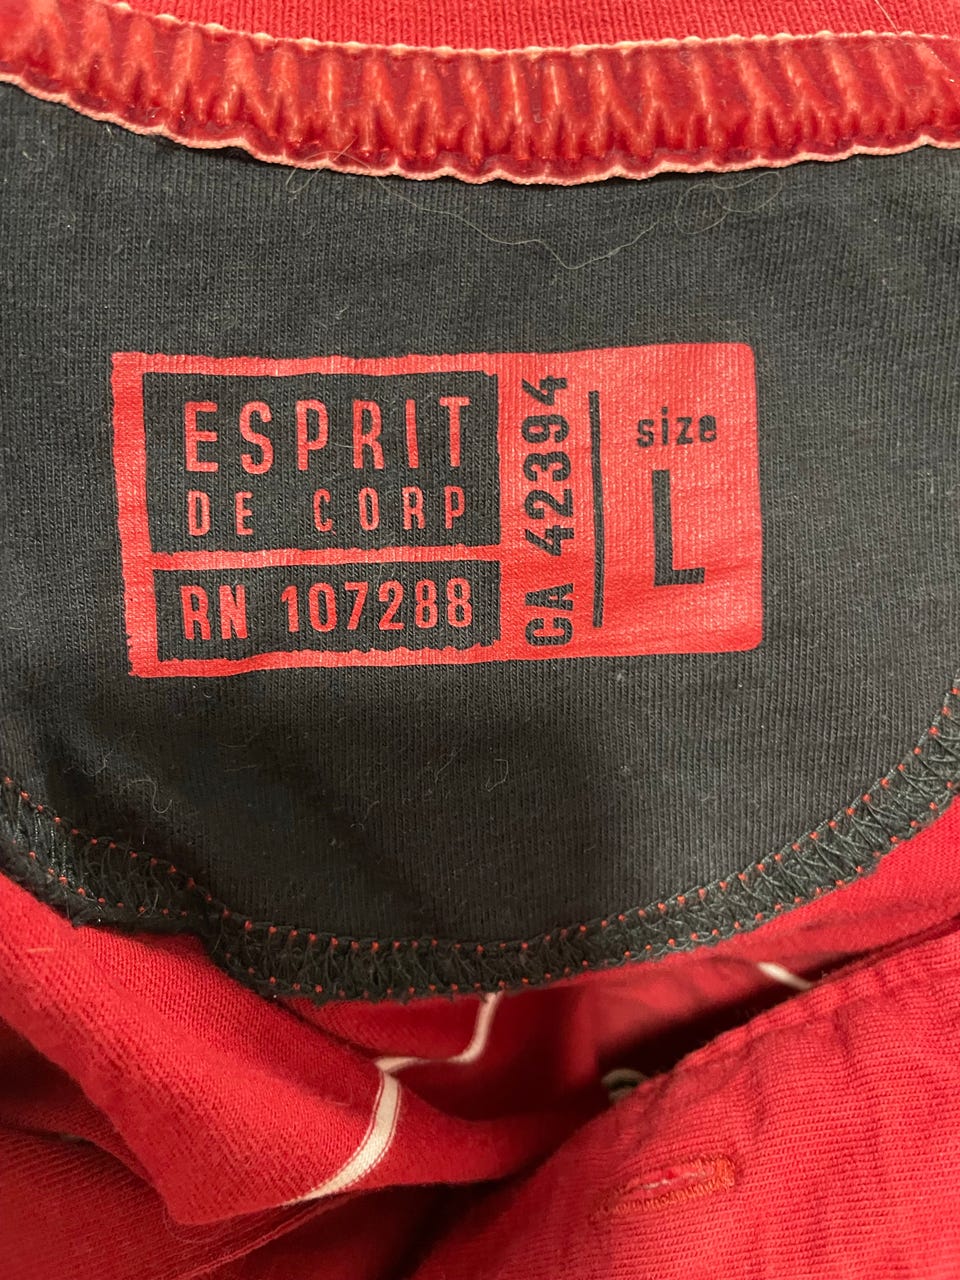 ESPRIT
DE CORP
RN 107288
CA 42394
size
L